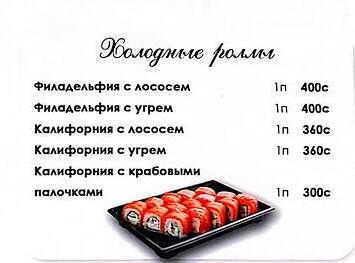 Холодные роллы
Филадельфия с лососем 1п 400с
Филадельфия с угрем 1п 400с
Калифорния с лососем 1п 360с
Калифорния с угрем 1п 360с
Калифорния с крабовыми
палочками 1п 300с